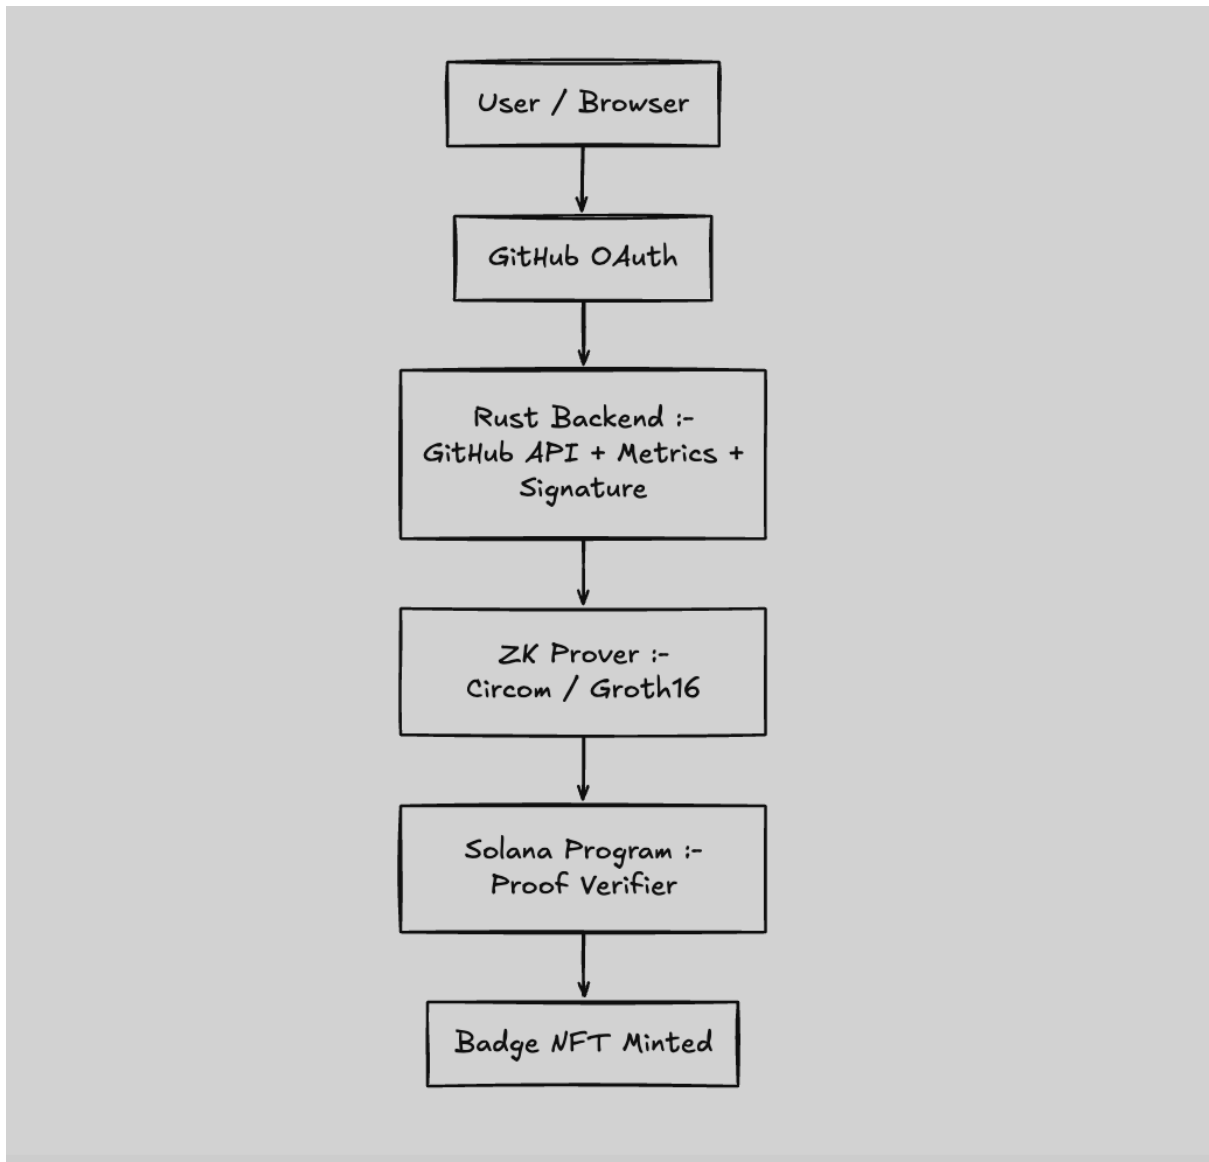 User / Browser
GitHub OAuth
Rust Backend :-
GitHub API + Metrics +
Signature
ZK Prover :-
Circom / Groth16
Solana Program :-
Proof Verifier
Badge NFT Minted